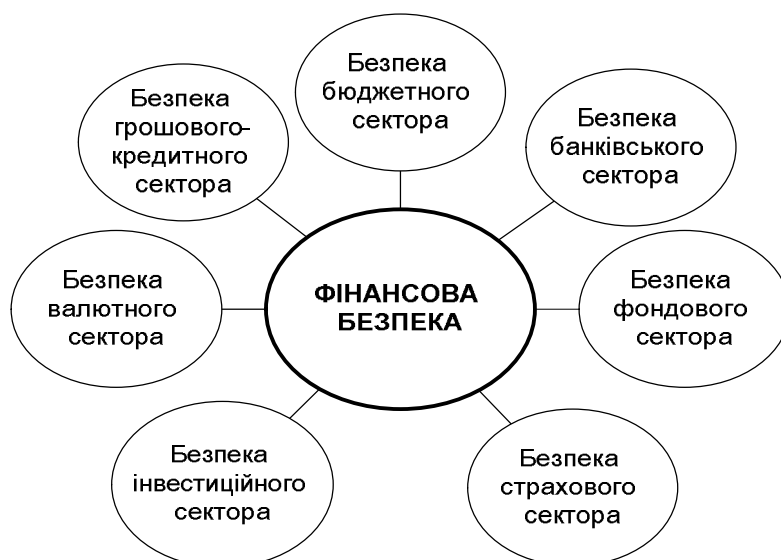 Безпека
бюджетного
сектора
Безпека
грошового-
кредитного
сектора
Безпека
банківського
сектора
ФІНАНСОВА
БЕЗПЕКА
Безпека
валютного
сектора
Безпека
фондового
сектора
Безпека
інвестиційного
сектора
Безпека
страхового
сектора